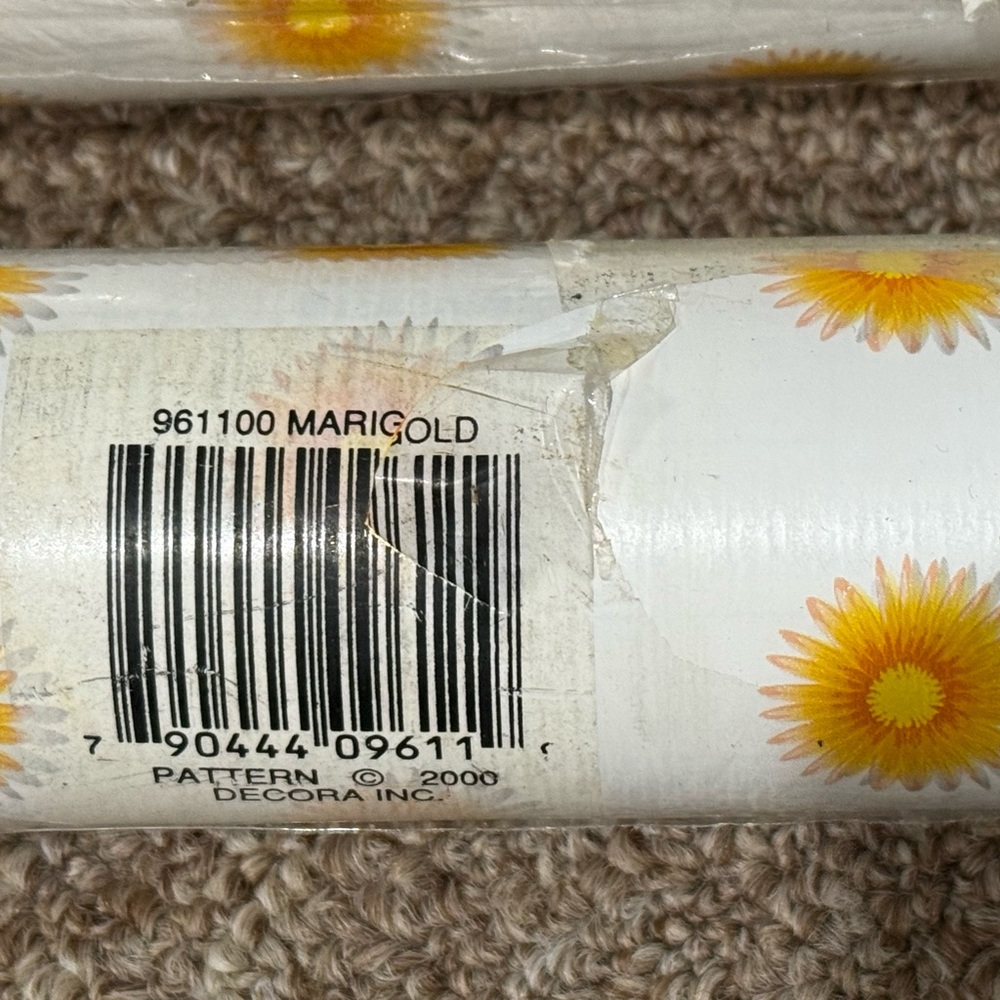 961100 MARIGOLD
7 90444 09611
PATTERN © 2000
DECORA INC.